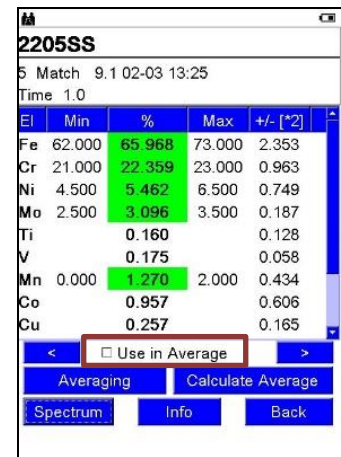 2205SS
5 Match 9.1 02-03 13:25
Time 1.0
El Min % Max +/- [*2]
Fe 62.000 65.968 73.000 2.353
Cr 21.000 22.359 23.000 0.963
Ni 4.500 5.462 6.500 0.749
Mo 2.500 3.096 3.500 0.187
Ti 0.160 0.128
V 0.175 0.058
Mn 0.000 1.270 2.000 0.434
Co 0.957 0.606
Cu 0.257 0.165
< Use in Average >
Averaging Calculate Average
Spectrum Info Back